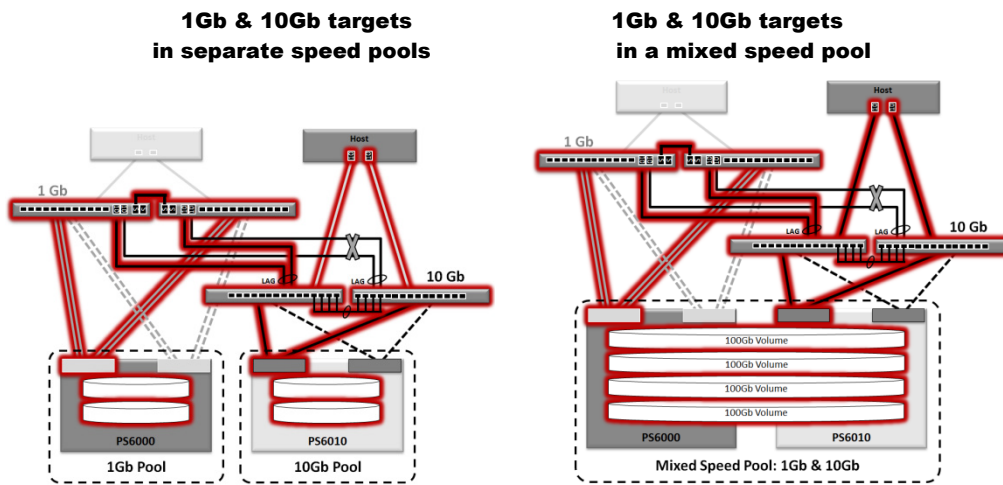 1Gb & 10Gb targets
in separate speed pools
Host
Host
1 Gb
LAG
LAG
10 Gb
PS6000
PS6010
1Gb Pool
10Gb Pool
1Gb & 10Gb targets
in a mixed speed pool
Host
Host
1 Gb
LAG
LAG
10 Gb
100Gb Volume
100Gb Volume
100Gb Volume
100Gb Volume
PS6000
PS6010
Mixed Speed Pool: 1Gb & 10Gb